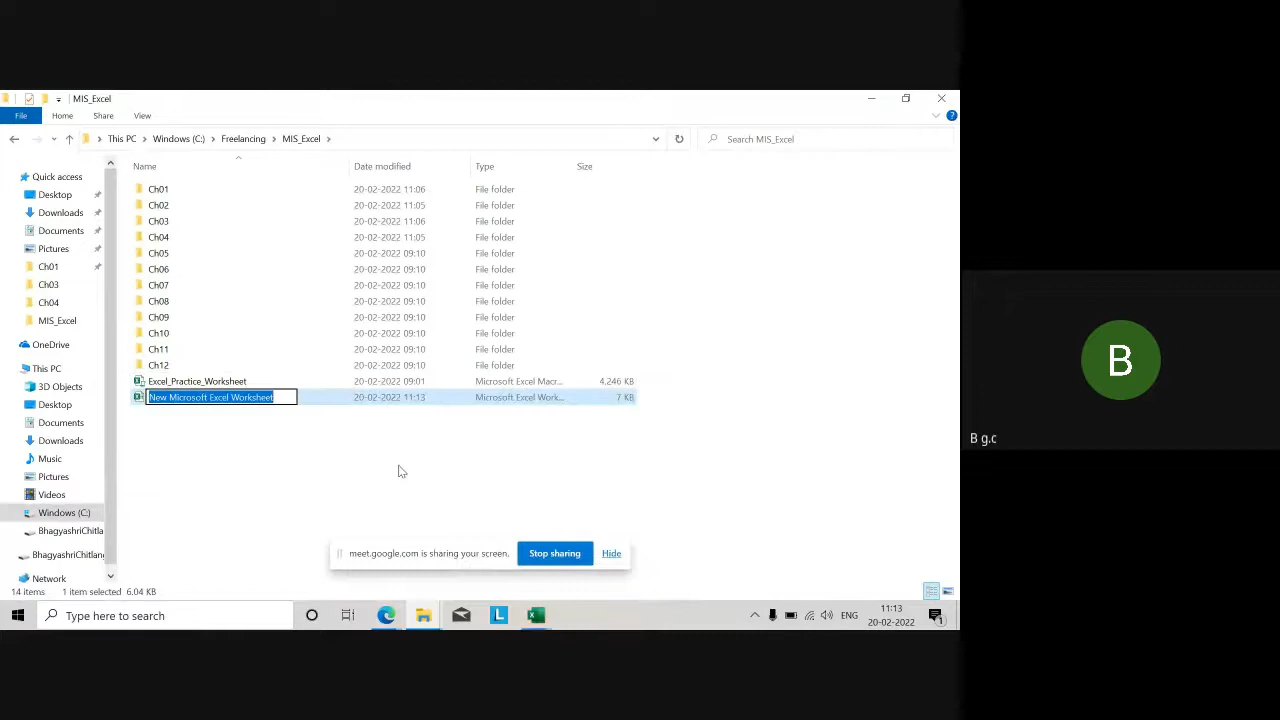 MIS_Excel
File Home Share View
This PC Windows (C:) Freelancing MIS_Excel
Search MIS_Excel
Name Date modified Type Size
Quick access
Desktop
Downloads
Documents
Pictures
Ch01
Ch03
Ch04
MIS_Excel
OneDrive
This PC
3D Objects
Desktop
Documents
Downloads
Music
Pictures
Videos
Windows (C:)
BhagyashriChitla
BhagyashriChitlang
Network
Ch01 20-02-2022 11:06 File folder
Ch02 20-02-2022 11:05 File folder
Ch03 20-02-2022 11:06 File folder
Ch04 20-02-2022 11:05 File folder
Ch05 20-02-2022 09:10 File folder
Ch06 20-02-2022 09:10 File folder
Ch07 20-02-2022 09:10 File folder
Ch08 20-02-2022 09:10 File folder
Ch09 20-02-2022 09:10 File folder
Ch10 20-02-2022 09:10 File folder
Ch11 20-02-2022 09:10 File folder
Ch12 20-02-2022 09:10 File folder
Excel_Practice_Worksheet 20-02-2022 09:01 Microsoft Excel Macr... 4,246 KB
New Microsoft Excel Worksheet 20-02-2022 11:13 Microsoft Excel Work... 7 KB
meet.google.com is sharing your screen. Stop sharing Hide
14 items 1 item selected 6.04 KB
Type here to search
L
ENG
11:13
20-02-2022
1
B
B g.c